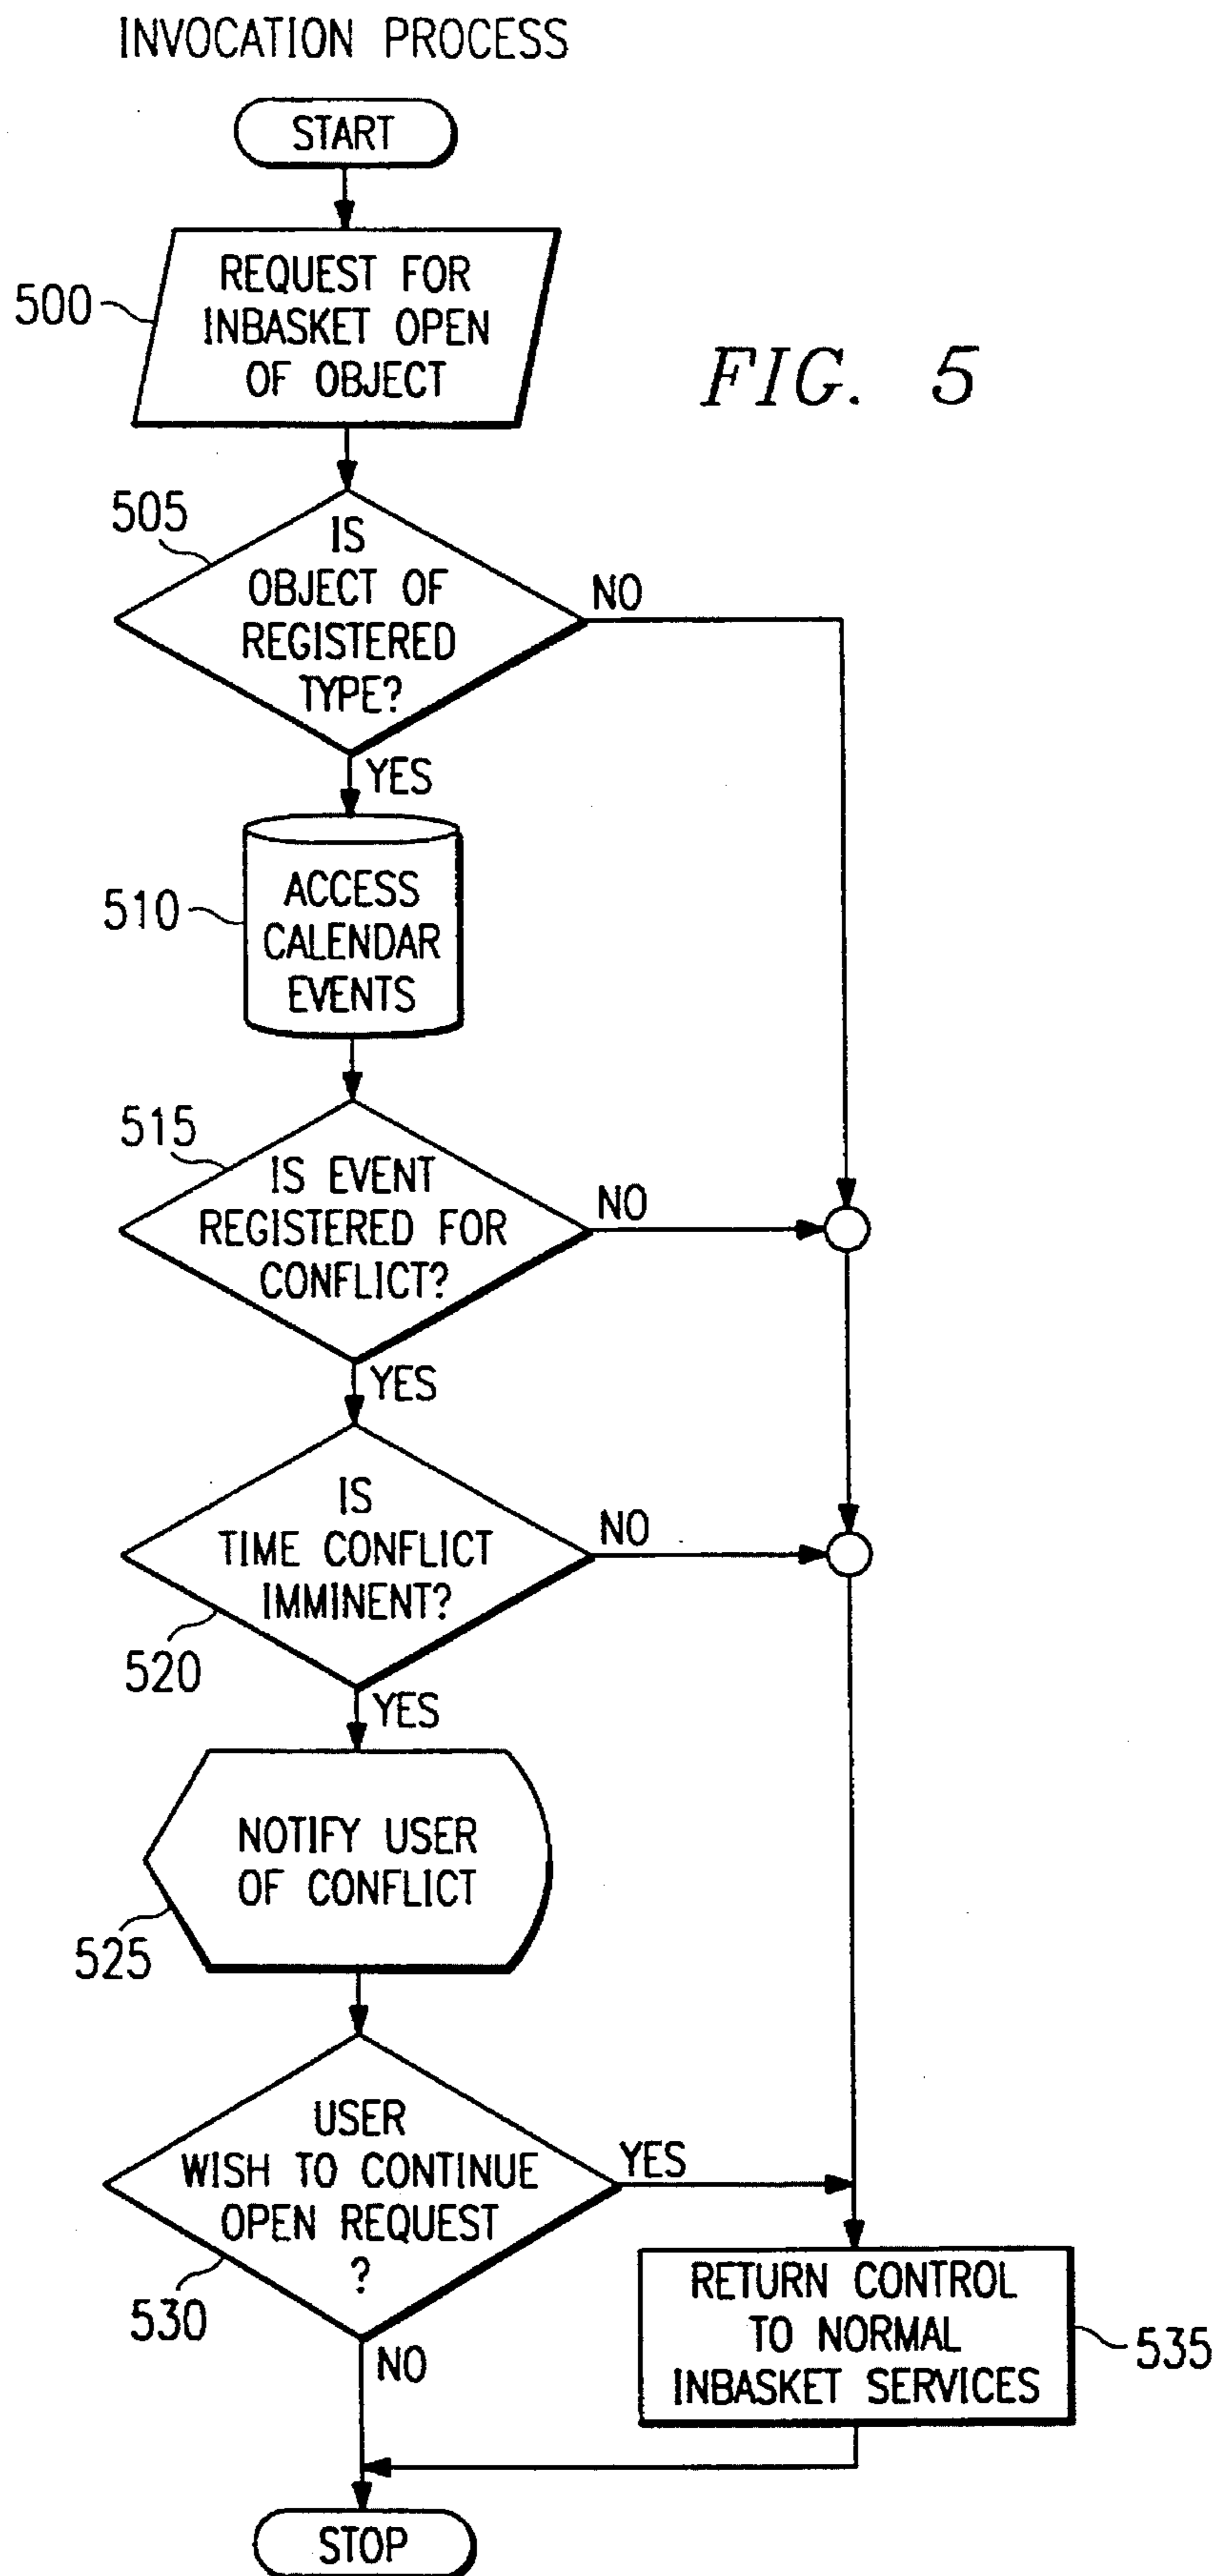 INVOCATION PROCESS
START
500
REQUEST FOR
INBASKET OPEN
OF OBJECT
FIG. 5
505
IS
OBJECT OF
REGISTERED
TYPE?
NO
YES
510
ACCESS
CALENDAR
EVENTS
515
IS EVENT
REGISTERED FOR
CONFLICT?
NO
YES
IS
TIME CONFLICT
IMMINENT?
NO
520
YES
NOTIFY USER
OF CONFLICT
525
USER
WISH TO CONTINUE
OPEN REQUEST
?
YES
530
NO
RETURN CONTROL
TO NORMAL
INBASKET SERVICES
535
STOP